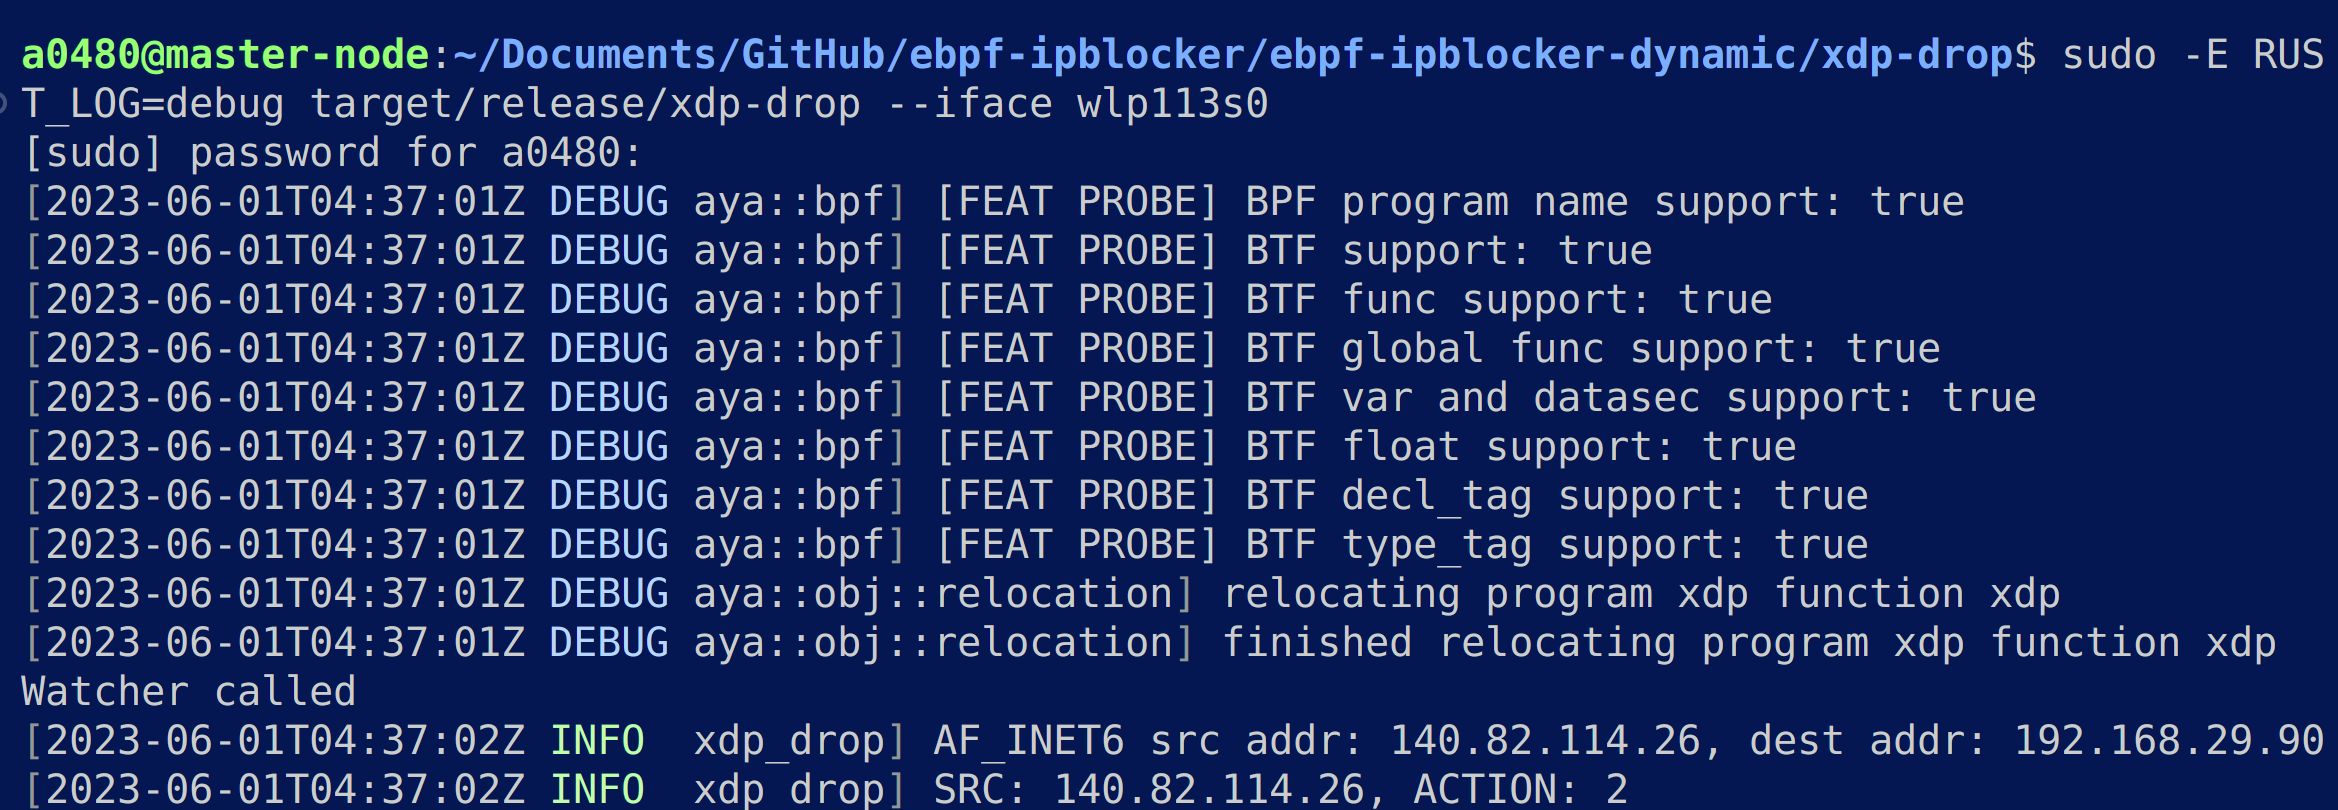 a0480@master-node:~/Documents/GitHub/ebpf-ipblocker/ebpf-ipblocker-dynamic/xdp-drop$ sudo -E RUS
T_LOG=debug target/release/xdp-drop --iface wlp113s0
[sudo] password for a0480:
[2023-06-01T04:37:01Z DEBUG aya::bpf] [FEAT PROBE] BPF program name support: true
[2023-06-01T04:37:01Z DEBUG aya::bpf] [FEAT PROBE] BTF support: true
[2023-06-01T04:37:01Z DEBUG aya::bpf] [FEAT PROBE] BTF func support: true
[2023-06-01T04:37:01Z DEBUG aya::bpf] [FEAT PROBE] BTF global func support: true
[2023-06-01T04:37:01Z DEBUG aya::bpf] [FEAT PROBE] BTF var and datasec support: true
[2023-06-01T04:37:01Z DEBUG aya::bpf] [FEAT PROBE] BTF float support: true
[2023-06-01T04:37:01Z DEBUG aya::bpf] [FEAT PROBE] BTF decl_tag support: true
[2023-06-01T04:37:01Z DEBUG aya::bpf] [FEAT PROBE] BTF type_tag support: true
[2023-06-01T04:37:01Z DEBUG aya::obj::relocation] relocating program xdp function xdp
[2023-06-01T04:37:01Z DEBUG aya::obj::relocation] finished relocating program xdp function xdp
Watcher called
[2023-06-01T04:37:02Z INFO  xdp_drop] AF_INET6 src addr: 140.82.114.26, dest addr: 192.168.29.90
[2023-06-01T04:37:02Z INFO  xdp_drop] SRC: 140.82.114.26, ACTION: 2